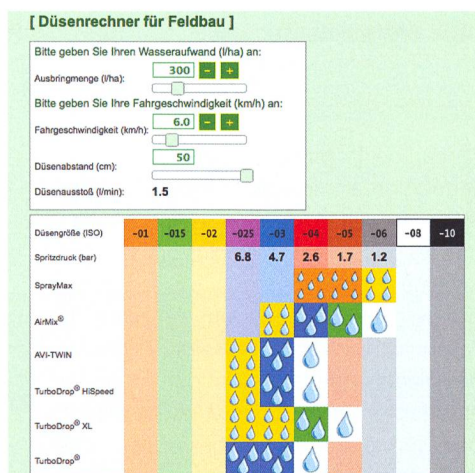 [ Düsenrechner für Feldbau ]
Bitte geben Sie Ihren Wasseraufwand (l/ha) an:
Ausbringmenge (l/ha): 300 - +
Bitte geben Sie Ihre Fahrgeschwindigkeit (km/h) an:
Fahrgeschwindigkeit (km/h): 6.0 - +
Düsenabstand (cm): 50
Düsenausstoß (l/min): 1.5
Düsengröße (ISO) -01 -015 -02 -025 -03 -04 -05 -06 -08 -10
Spritzdruck (bar) 6.8 4.7 2.6 1.7 1.2
SprayMax
AirMix®
AVI-TWIN
TurboDrop® HiSpeed
TurboDrop® XL
TurboDrop®